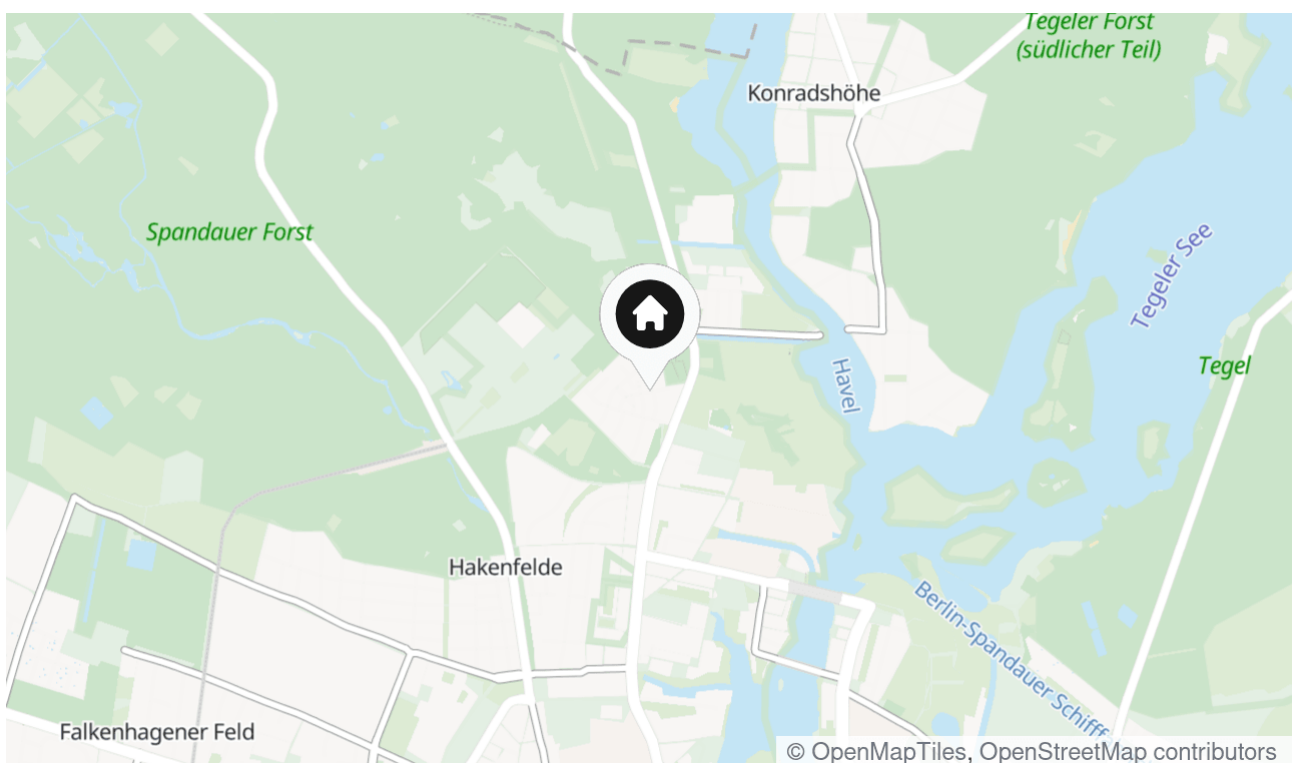 Tegeler Forst
(südlicher Teil)
Konradshöhe
Spandauer Forst
Tegeler See
Tegel
Havel
Hakenfelde
Berlin-Spandauer Schifff
Falkenhagener Feld
© OpenMapTiles, OpenStreetMap contributors